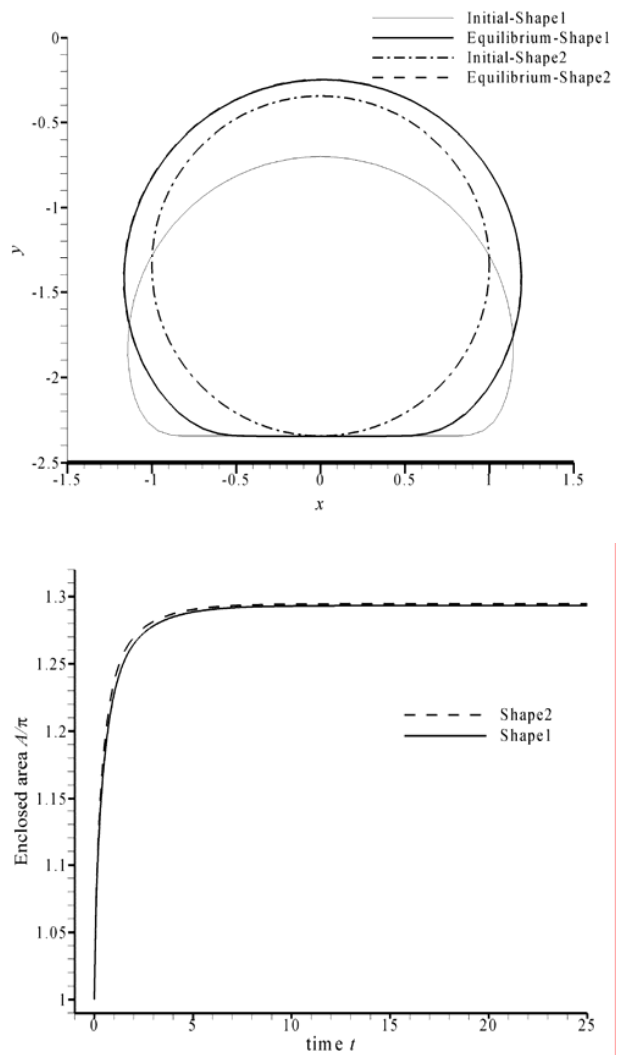 Initial-Shape1
Equilibrium-Shape1
Initial-Shape2
Equilibrium-Shape2
0
-0.5
-1
-1.5
-2
-2.5
y
-1.5 -1 -0.5 0 0.5 1 1.5
x
1.3
1.25
1.2
1.15
1.1
1.05
1
Enclosed area A/π
Shape2
Shape1
0 5 10 15 20 25
time t